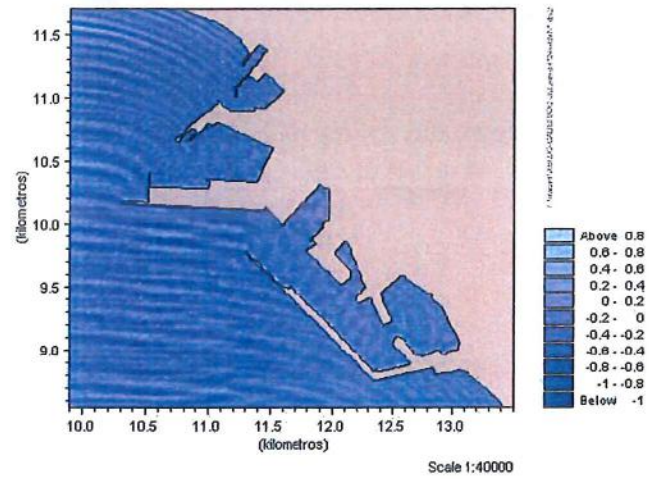 11.5
11.0
10.5
10.0
9.5
9.0
(kilometros)
10.0 10.5 11.0 11.5 12.0 12.5 13.0
(kilometros)
Above 0.8
0.6 - 0.8
0.4 - 0.6
0.2 - 0.4
0 - 0.2
-0.2 - 0
-0.4 - -0.2
-0.6 - -0.4
-0.8 - -0.6
-1 - -0.8
Below -1
Scale 1:40000